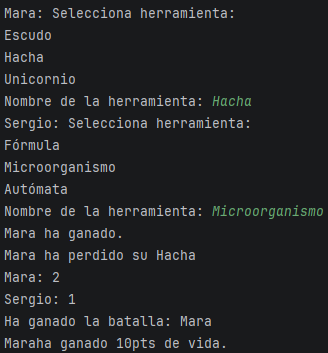 Mara: Selecciona herramienta:
Escudo
Hacha
Unicornio
Nombre de la herramienta: Hacha
Sergio: Selecciona herramienta:
Fórmula
Microorganismo
Autómata
Nombre de la herramienta: Microorganismo
Mara ha ganado.
Mara ha perdido su Hacha
Mara: 2
Sergio: 1
Ha ganado la batalla: Mara
Maraha ganado 10pts de vida.